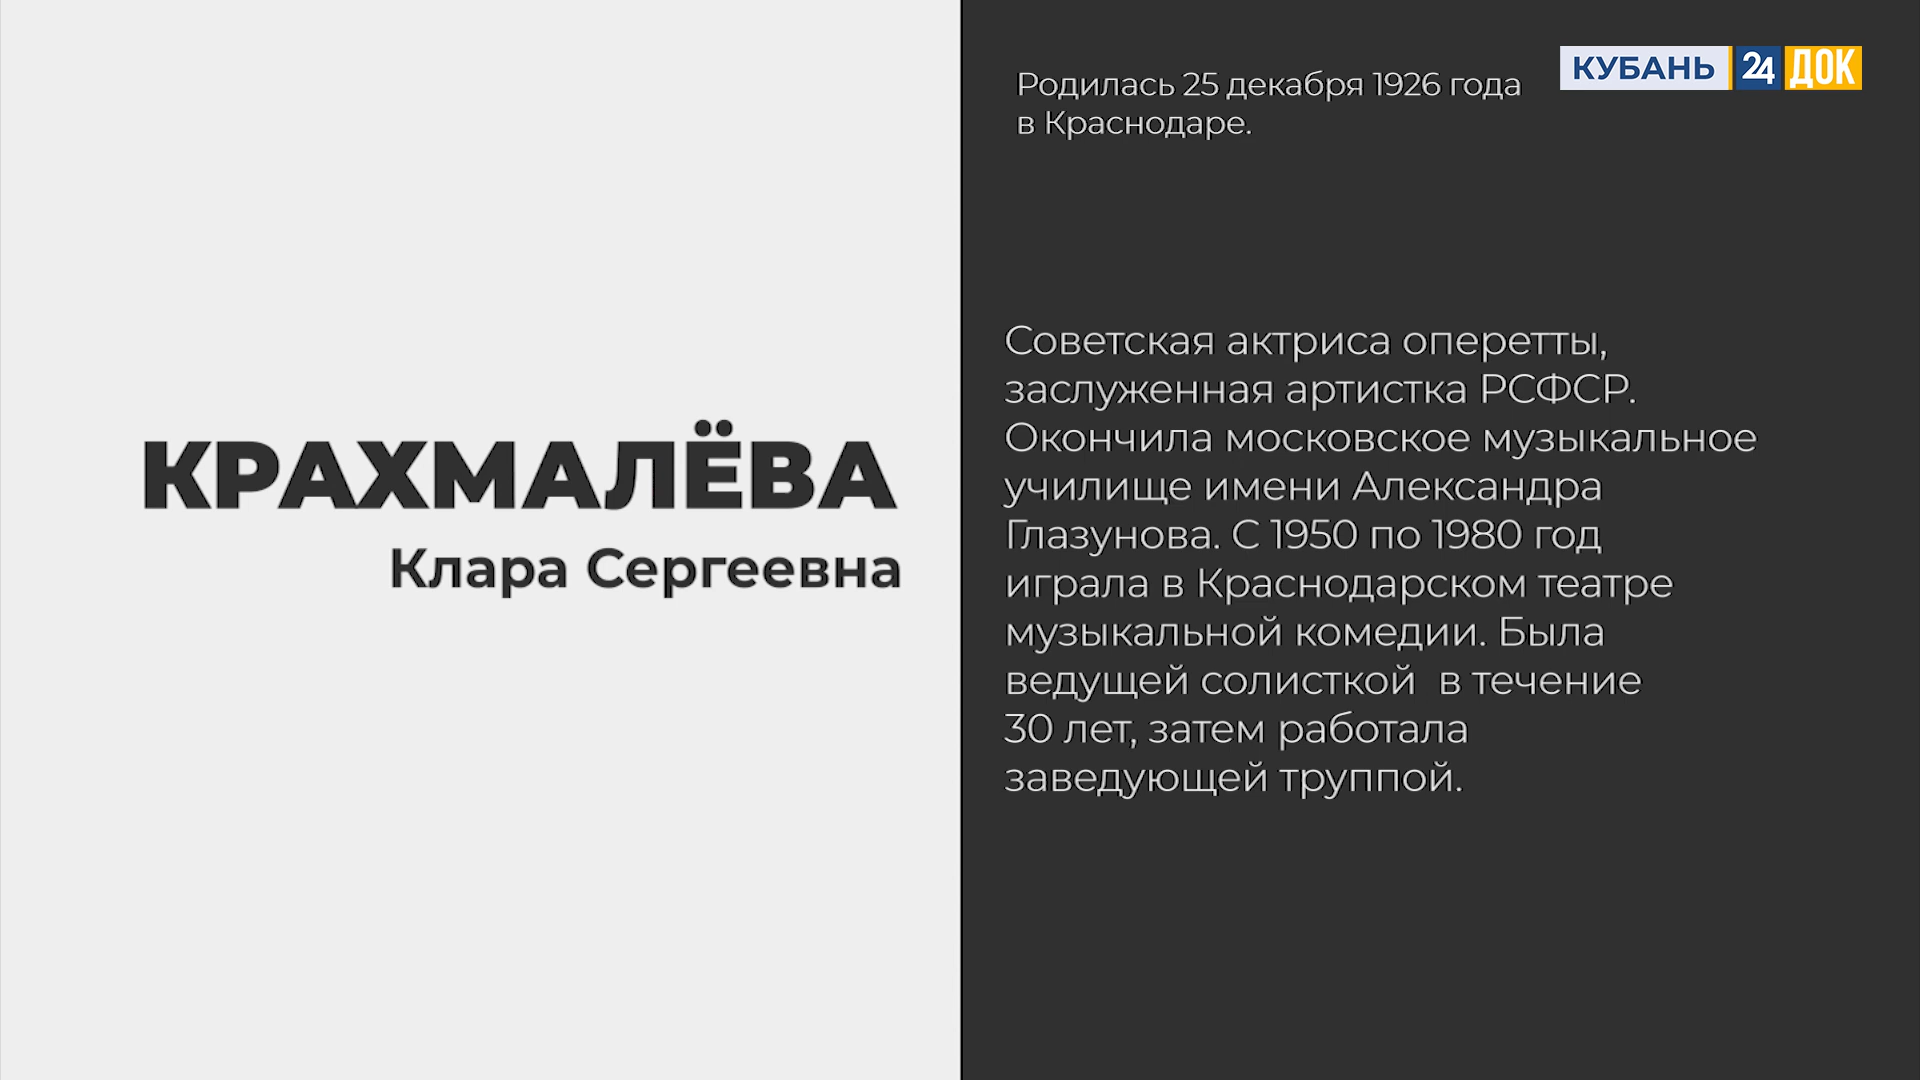 КРАХМАЛЁВА
Клара Сергеевна
Родилась 25 декабря 1926 года
в Краснодаре.
КУБАНЬ 24 ДОК
Советская актриса оперетты,
заслуженная артистка РСФСР.
Окончила московское музыкальное
училище имени Александра
Глазунова. С 1950 по 1980 год
играла в Краснодарском театре
музыкальной комедии. Была
ведущей солисткой  в течение
30 лет, затем работала
заведующей труппой.